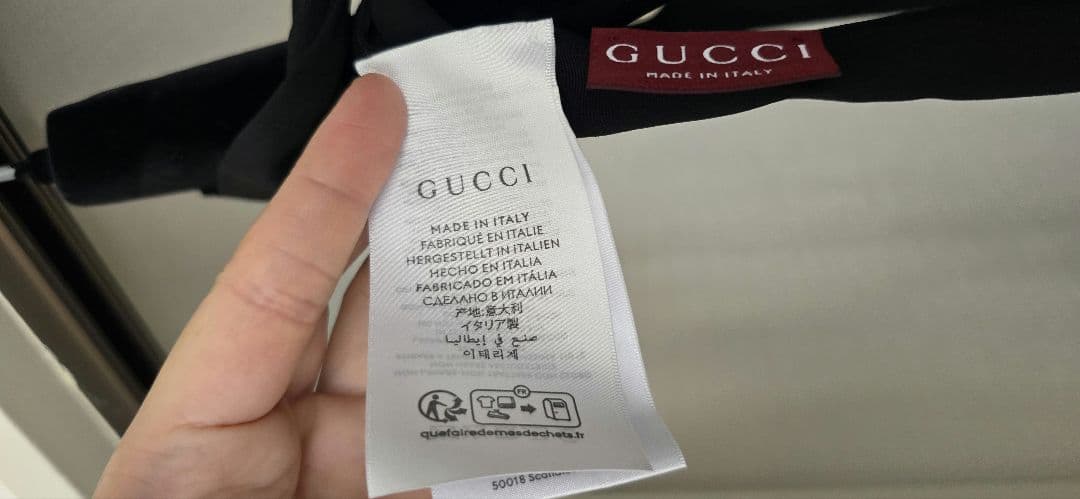 GUCCI
MADE IN ITALY
GUCCI
MADE IN ITALY
FABRIQUÉ EN ITALIE
HERGESTELLT IN ITALIEN
HECHO EN ITALIA
FABRICADO EM ITÁLIA
СДЕЛАНО В ИТАЛИИ
产地:意大利
イタリア製
صنع في إيطاليا
이태리제
FR
quefairedemesdechets.fr
50018